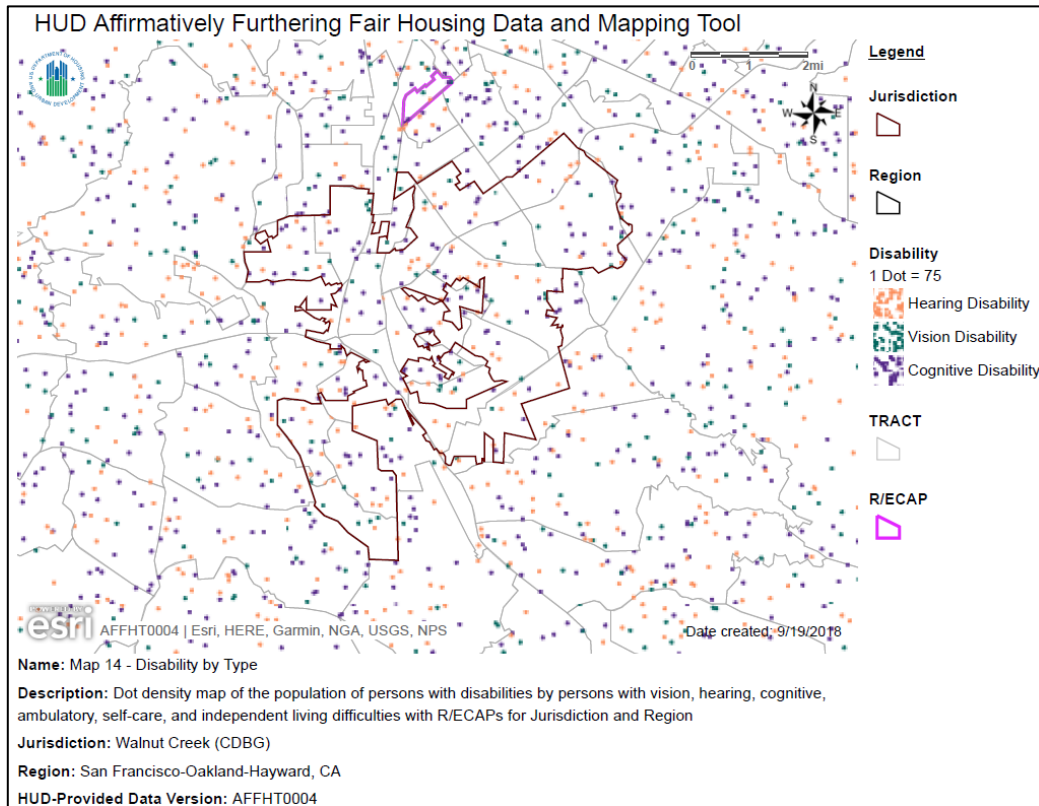 HUD Affirmatively Furthering Fair Housing Data and Mapping Tool
0 1 2mi
N
W E
S
Legend
Jurisdiction
Region
Disability
1 Dot = 75
Hearing Disability
Vision Disability
Cognitive Disability
TRACT
R/ECAP
POWERED BY
esri
AFFHT0004 | Esri, HERE, Garmin, NGA, USGS, NPS
Date created: 9/19/2018
Name: Map 14 - Disability by Type
Description: Dot density map of the population of persons with disabilities by persons with vision, hearing, cognitive,
ambulatory, self-care, and independent living difficulties with R/ECAPs for Jurisdiction and Region
Jurisdiction: Walnut Creek (CDBG)
Region: San Francisco-Oakland-Hayward, CA
HUD-Provided Data Version: AFFHT0004